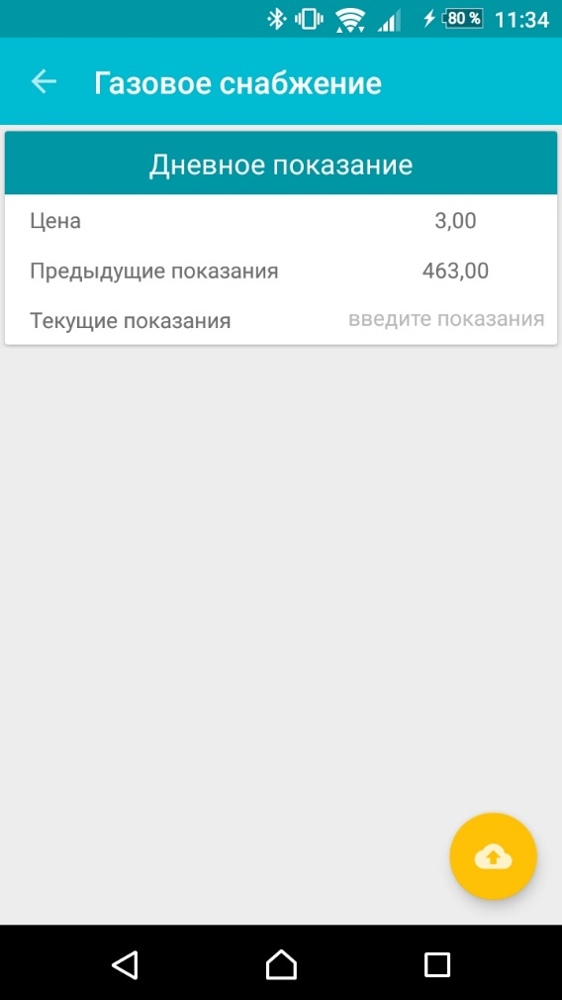 80 % 11:34
Газовое снабжение
Дневное показание
Цена 3,00
Предыдущие показания 463,00
Текущие показания введите показания